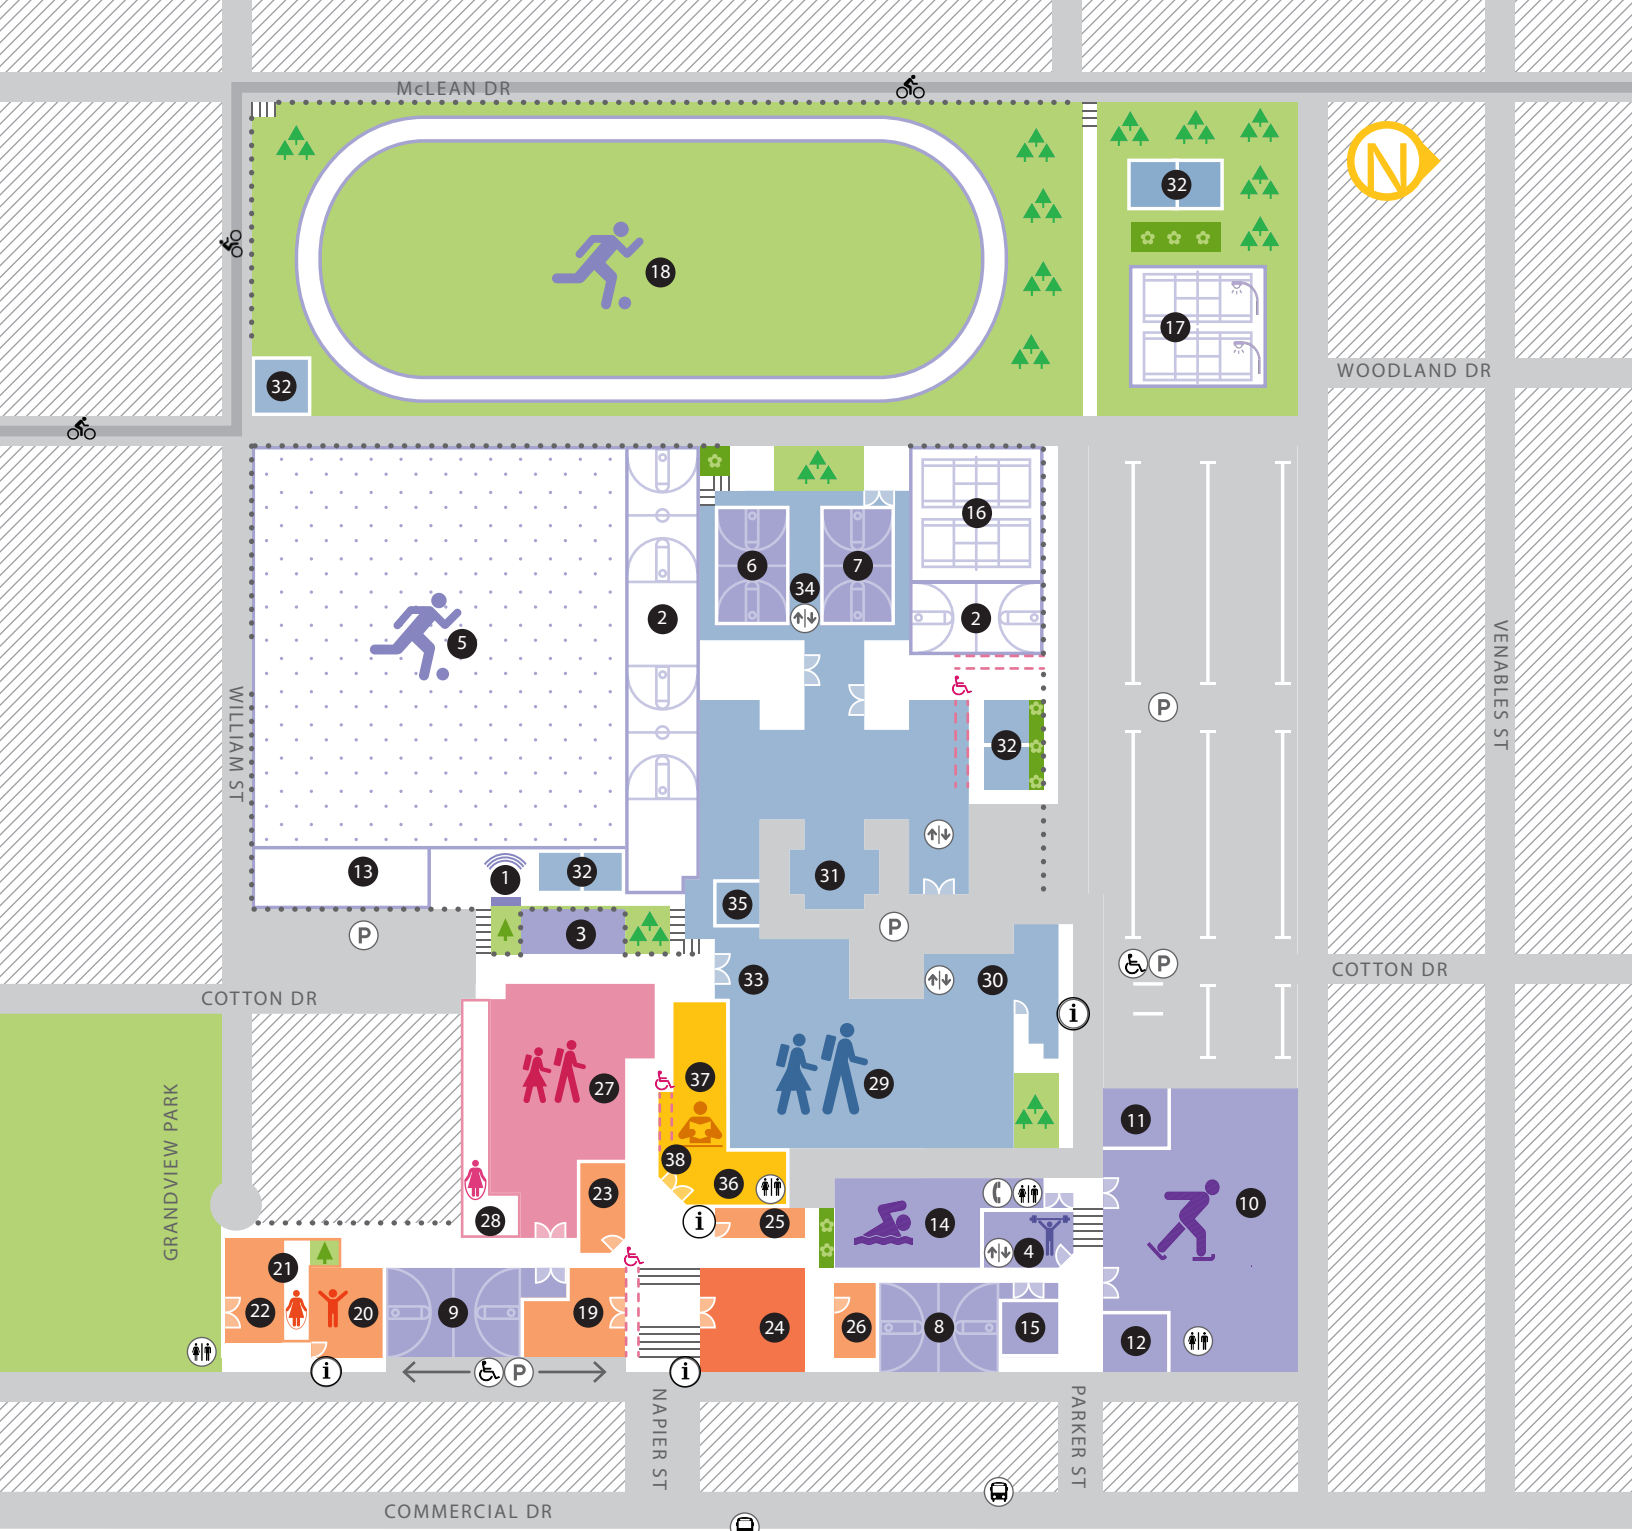 McLEAN DR
N
32
18
17
32
WOODLAND DR
16
6
7
34
2
2
5
VENABLES ST
P
WILLIAM ST
32
13
1
32
31
35
P
3
P
33
30
P
COTTON DR
COTTON DR
i
37
27
29
11
GRANDVIEW PARK
38
36
23
10
28
i
25
14
4
21
22
20
9
19
24
26
8
15
12
i
P
i
NAPIER ST
PARKER ST
COMMERCIAL DR